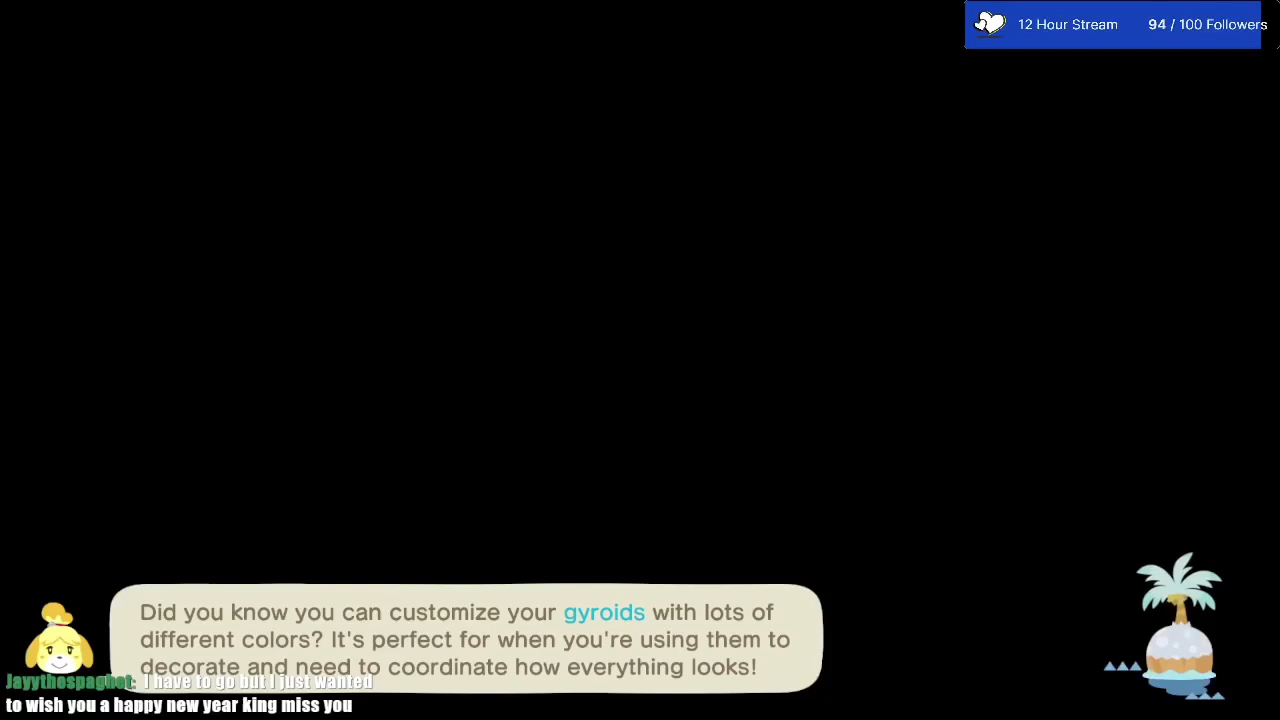 12 Hour Stream 94 / 100 Followers
Did you know you can customize your gyroids with lots of
different colors? It's perfect for when you're using them to
decorate and need to coordinate how everything looks!
Jayythespaghet: I have to go but I just wanted
to wish you a happy new year king miss you